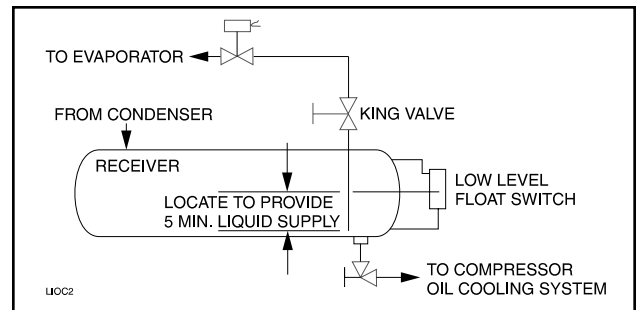 TO EVAPORATOR
FROM CONDENSER
KING VALVE
RECEIVER
LOCATE TO PROVIDE
5 MIN. LIQUID SUPPLY
LOW LEVEL
FLOAT SWITCH
TO COMPRESSOR
OIL COOLING SYSTEM
LIOC2